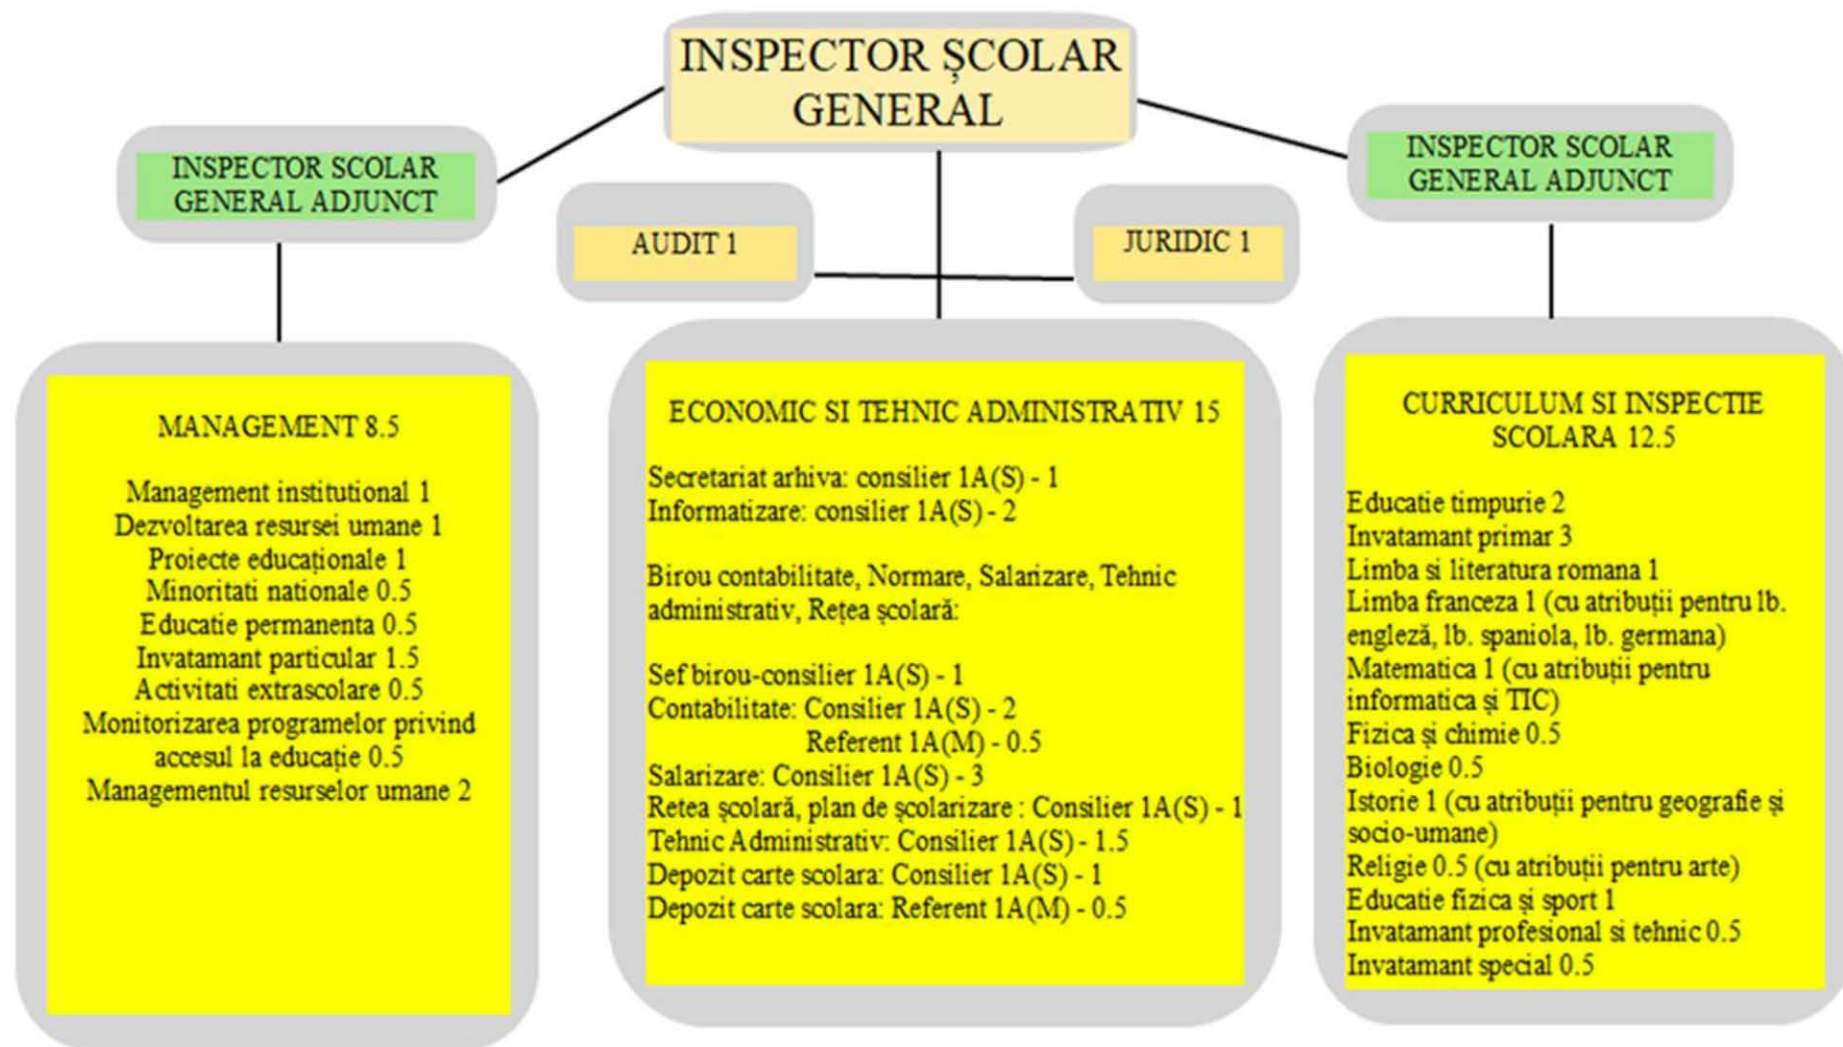 INSPECTOR ȘCOLAR
GENERAL
INSPECTOR SCOLAR
GENERAL ADJUNCT
INSPECTOR SCOLAR
GENERAL ADJUNCT
AUDIT 1
JURIDIC 1
MANAGEMENT 8.5
Management institutional 1
Dezvoltarea resursei umane 1
Proiecte educaționale 1
Minoritati nationale 0.5
Educatie permanenta 0.5
Invatamant particular 1.5
Activitati extrascolare 0.5
Monitorizarea programelor privind
accesul la educație 0.5
Managementul resurselor umane 2
ECONOMIC SI TEHNIC ADMINISTRATIV 15
Secretariat arhiva: consilier 1A(S) - 1
Informatizare: consilier 1A(S) - 2
Birou contabilitate, Normare, Salarizare, Tehnic
administrativ, Rețea școlară:
Sef birou-consilier 1A(S) - 1
Contabilitate: Consilier 1A(S) - 2
Referent 1A(M) - 0.5
Salarizare: Consilier 1A(S) - 3
Retea școlară, plan de școlarizare : Consilier 1A(S) - 1
Tehnic Administrativ: Consilier 1A(S) - 1.5
Depozit carte scolara: Consilier 1A(S) - 1
Depozit carte scolara: Referent 1A(M) - 0.5
CURRICULUM SI INSPECTIE
SCOLARA 12.5
Educatie timpurie 2
Invatamant primar 3
Limba si literatura romana 1
Limba franceza 1 (cu atribuții pentru lb.
engleză, lb. spaniola, lb. germana)
Matematica 1 (cu atribuții pentru
informatica și TIC)
Fizica și chimie 0.5
Biologie 0.5
Istorie 1 (cu atribuții pentru geografie și
socio-umane)
Religie 0.5 (cu atribuții pentru arte)
Educatie fizica și sport 1
Invatamant profesional si tehnic 0.5
Invatamant special 0.5